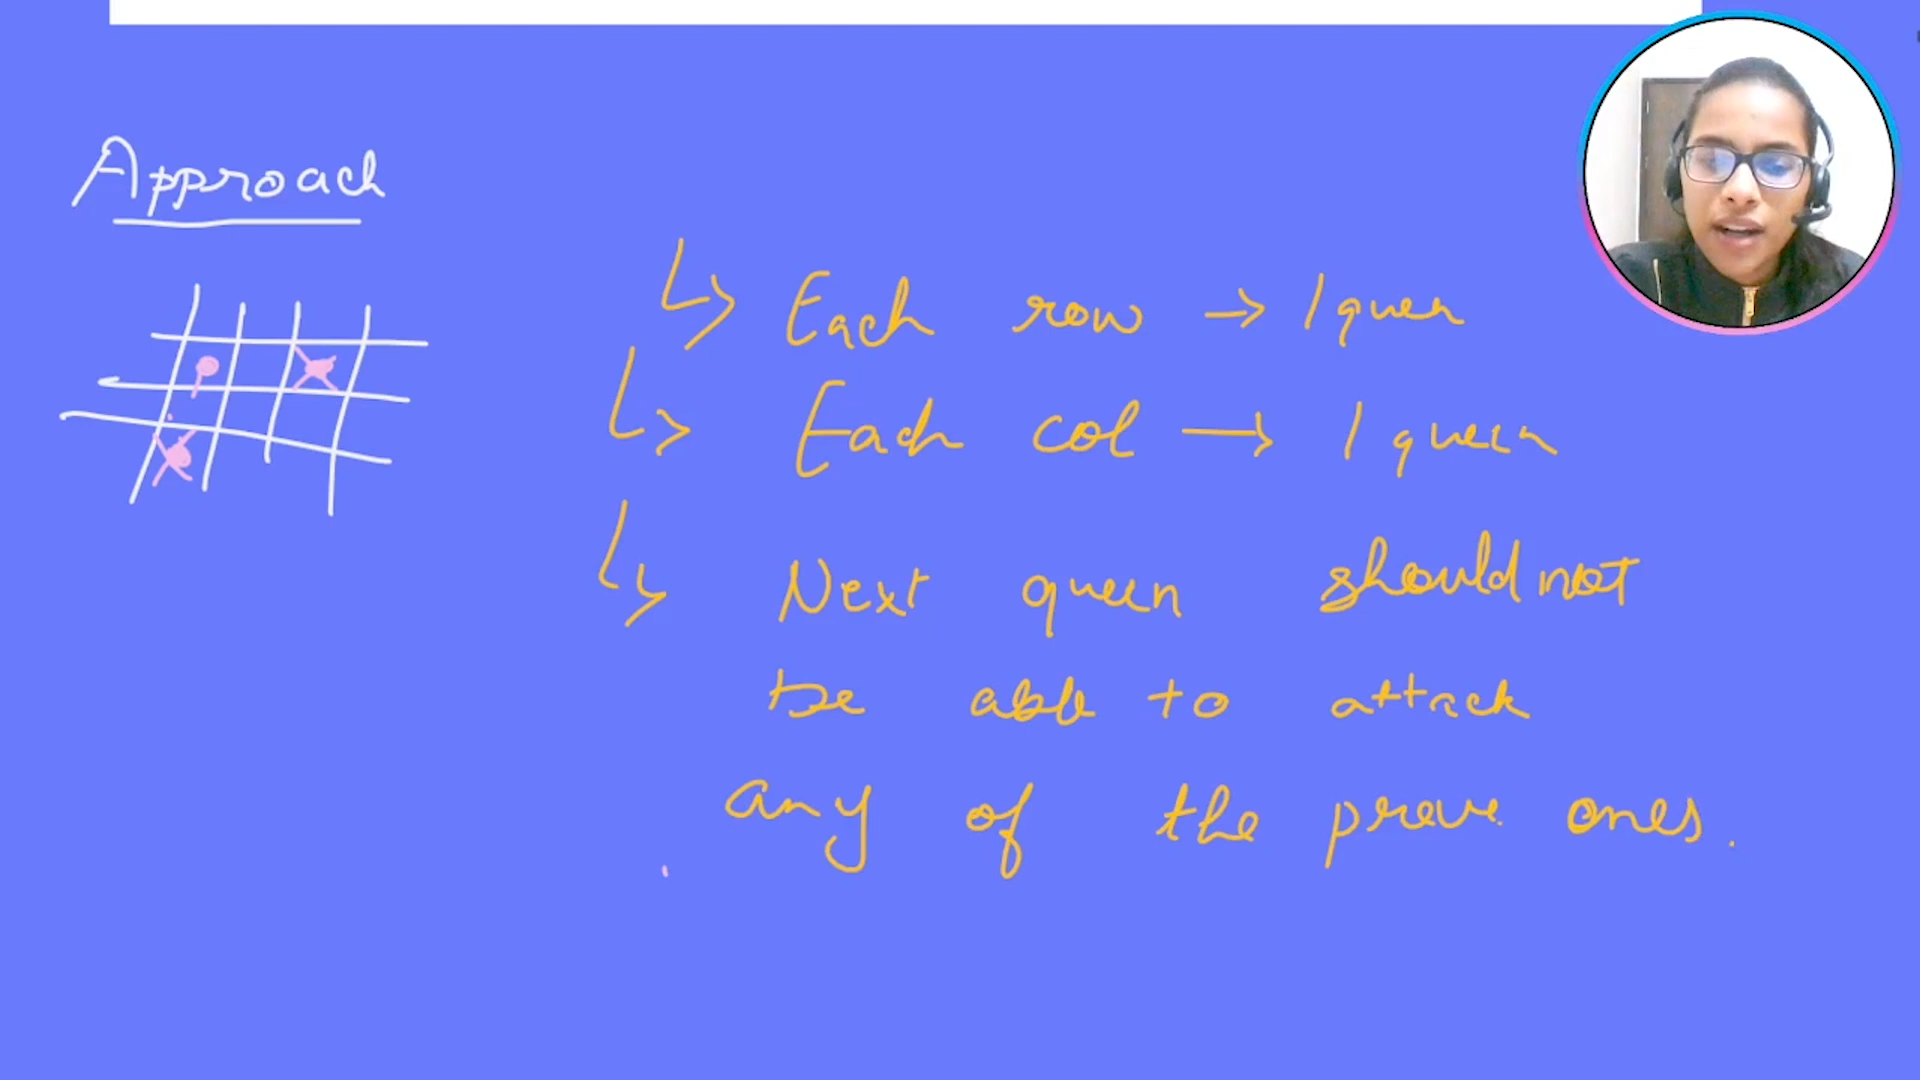 Approach
↳ Each row → 1 queen
↳ Each col → 1 queen
↳ Next queen should not
be able to attack
any of the ones.